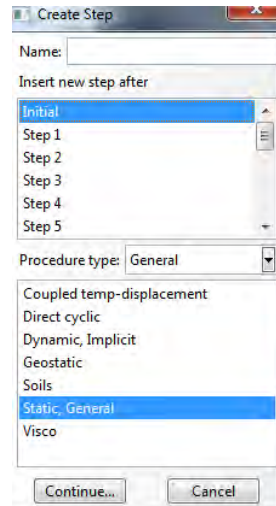 Create Step
Name:
Insert new step after
Initial
Step 1
Step 2
Step 3
Step 4
Step 5
Procedure type: General
Coupled temp-displacement
Direct cyclic
Dynamic, Implicit
Geostatic
Soils
Static, General
Visco
Continue... Cancel